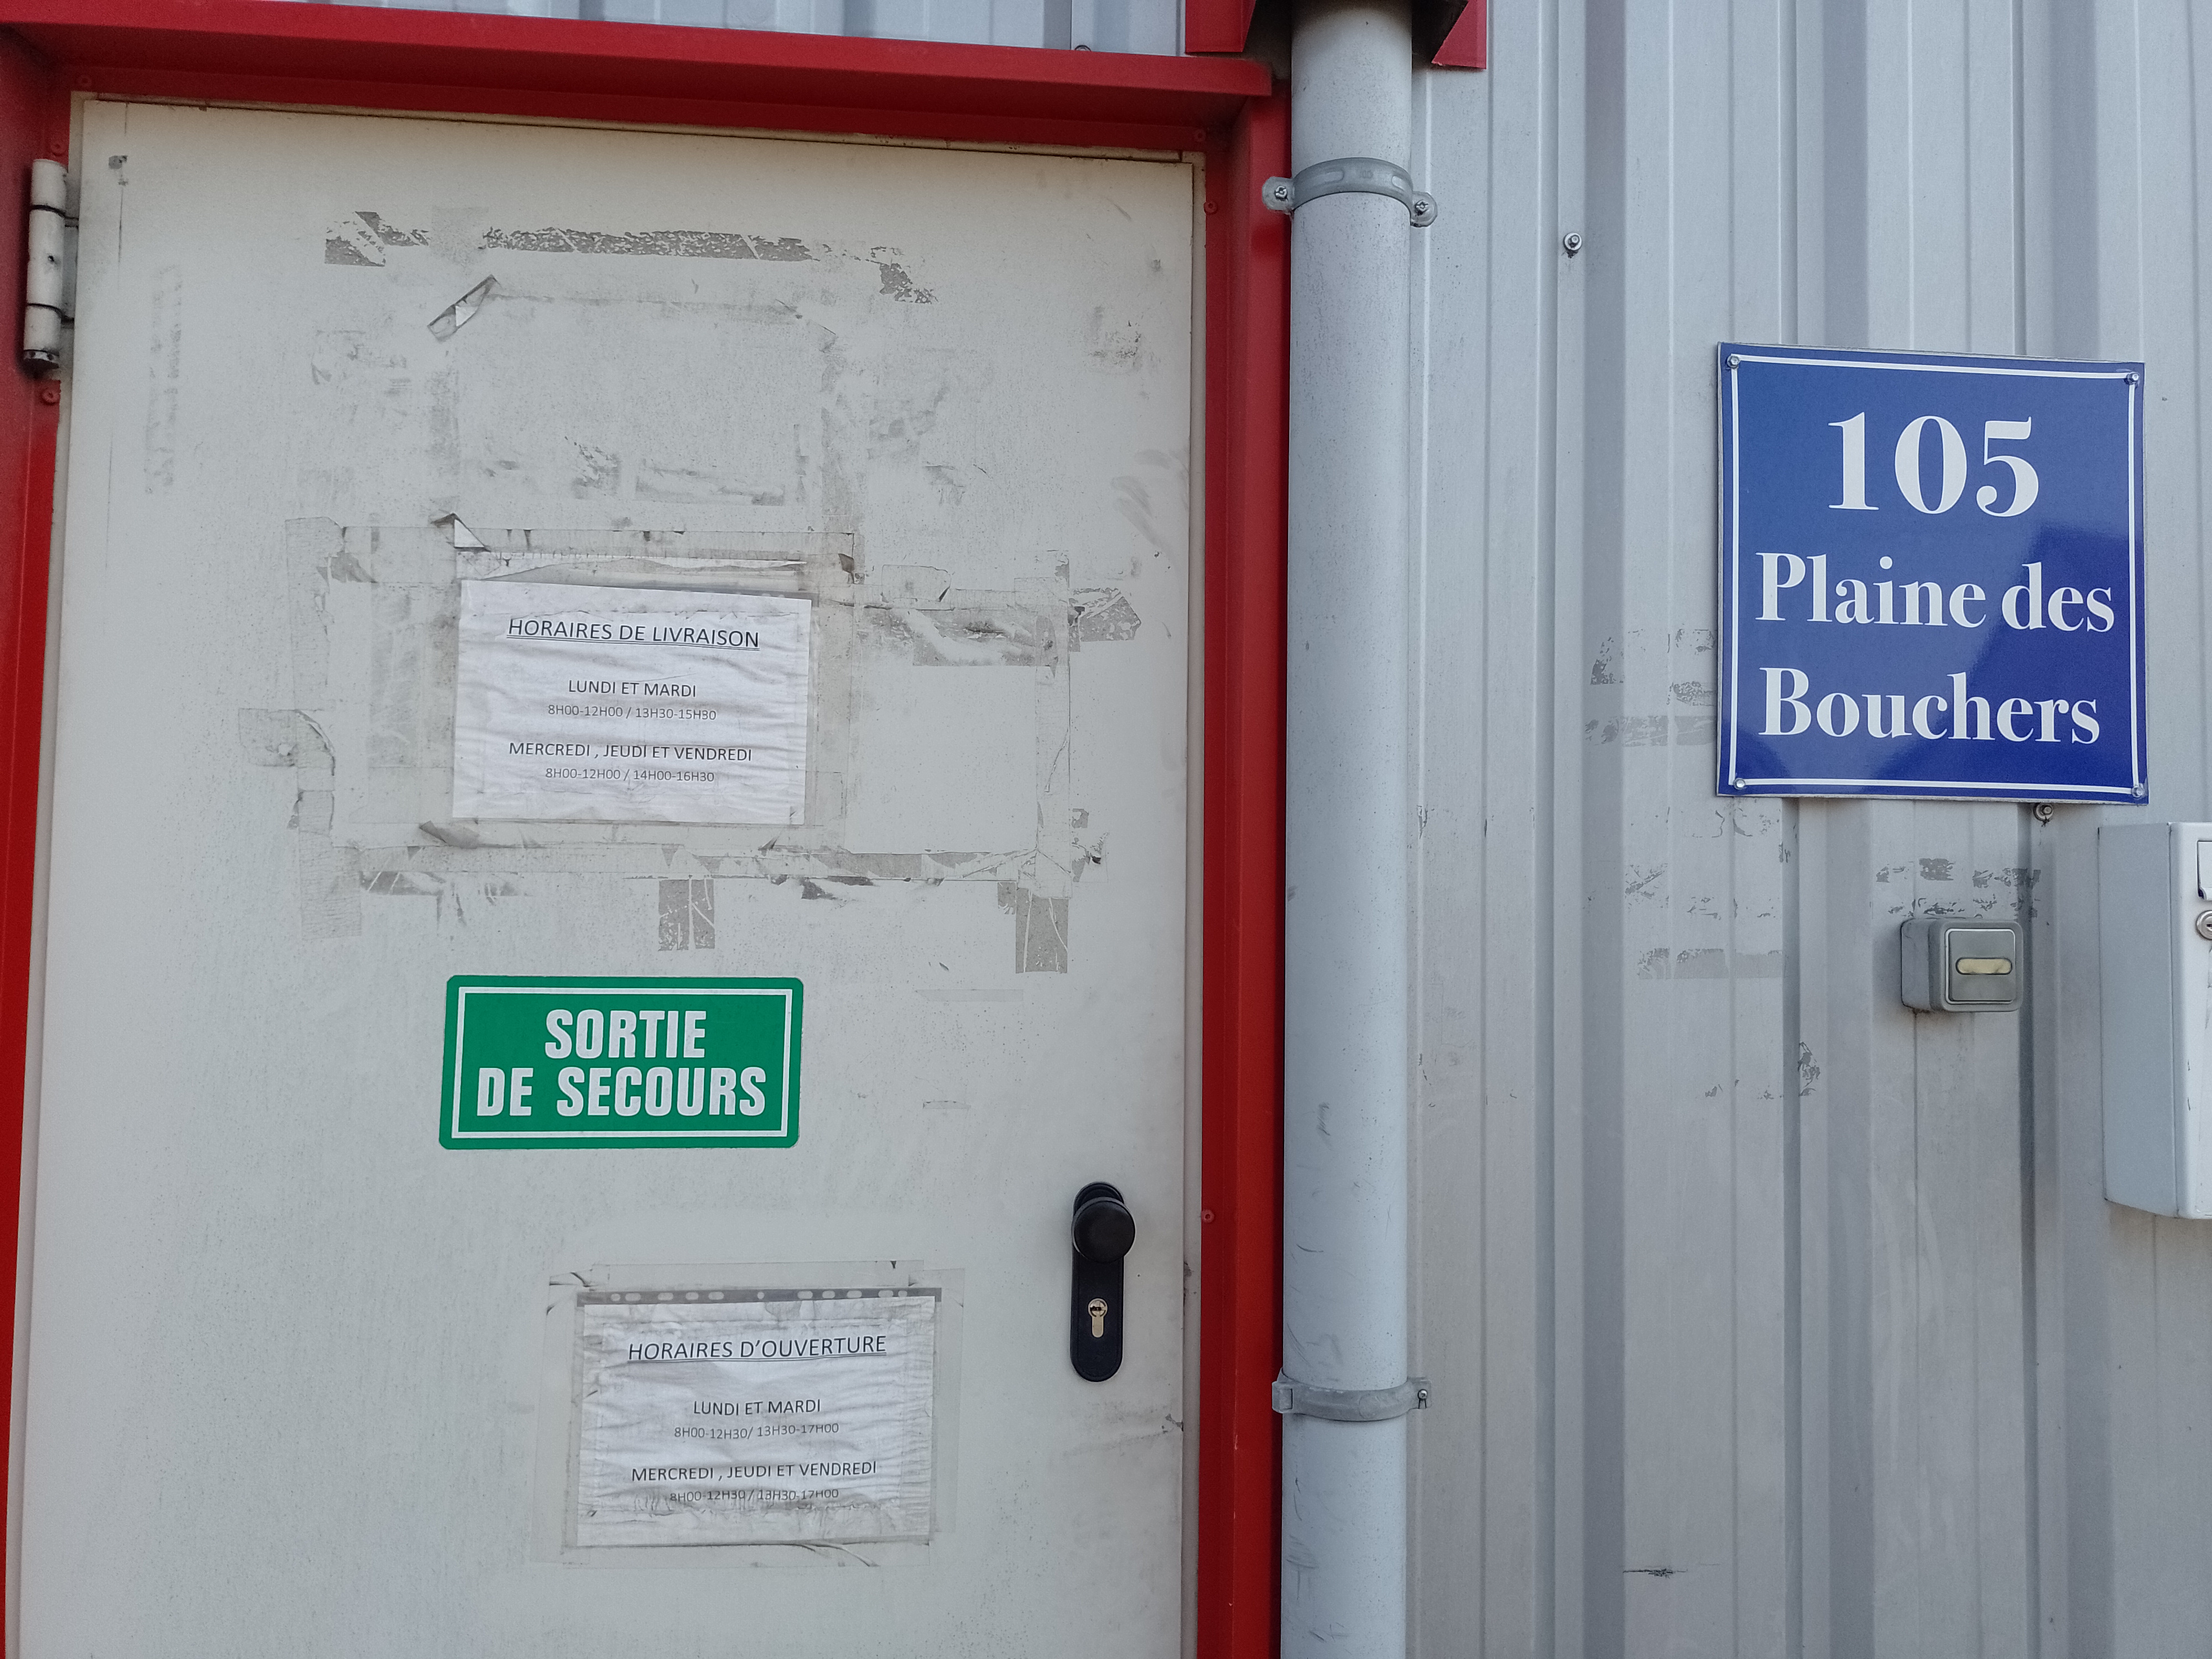 HORAIRES DE LIVRAISON
LUNDI ET MARDI
8H00-12H00 / 13H30-15H30
MERCREDI , JEUDI ET VENDREDI
8H00-12H00 / 14H00-16H30
SORTIE
DE SECOURS
HORAIRES D'OUVERTURE
LUNDI ET MARDI
8H00-12H30/ 13H30-17H00
MERCREDI , JEUDI ET VENDREDI
8H00-12H30 / 13H30-17H00
105
Plaine des
Bouchers